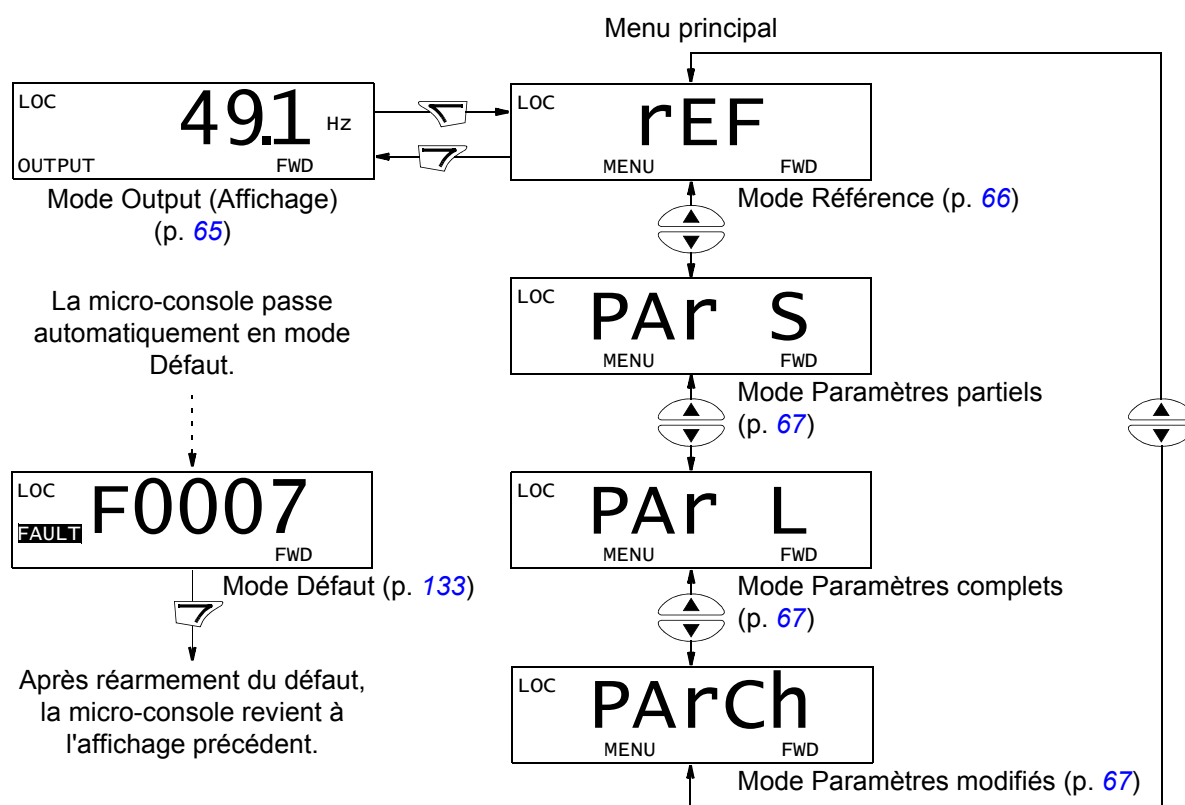 Menu principal
LOC
49.1 Hz
OUTPUT FWD
Mode Output (Affichage)
(p. 65)
LOC
rEF
MENU FWD
Mode Référence (p. 66)
La micro-console passe
automatiquement en mode
Défaut.
LOC
PAr S
MENU FWD
Mode Paramètres partiels
(p. 67)
LOC
F0007
FAULT
FWD
Mode Défaut (p. 133)
Après réarmement du défaut,
la micro-console revient à
l'affichage précédent.
LOC
PAr L
MENU FWD
Mode Paramètres complets
(p. 67)
LOC
PArCh
MENU FWD
Mode Paramètres modifiés (p. 67)